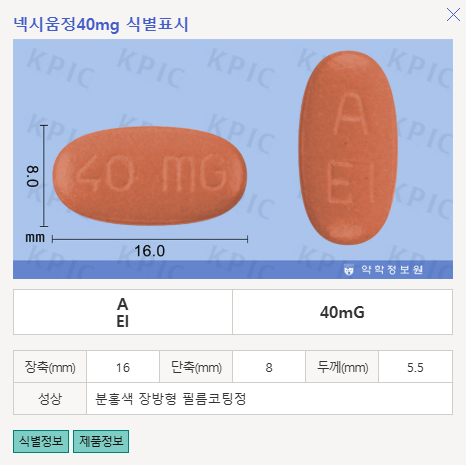 넥시움정40mg 식별표시
KPIC KPIC KPIC
40 MG
A
EI
8.0
mm
16.0
약학정보원
A
EI
40mG
장축(mm) 16 단축(mm) 8 두께(mm) 5.5
성상 분홍색 장방형 필름코팅정
식별정보 제품정보